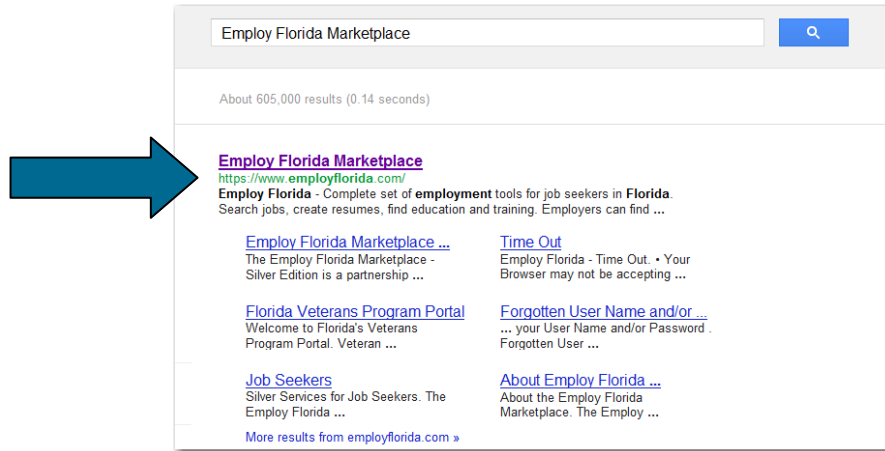 Employ Florida Marketplace
About 605,000 results (0.14 seconds)
Employ Florida Marketplace
https://www.employflorida.com/
Employ Florida - Complete set of employment tools for job seekers in Florida.
Search jobs, create resumes, find education and training. Employers can find ...
Employ Florida Marketplace ...
The Employ Florida Marketplace -
Silver Edition is a partnership ...
Time Out
Employ Florida - Time Out. • Your
Browser may not be accepting ...
Florida Veterans Program Portal
Welcome to Florida's Veterans
Program Portal. Veteran ...
Forgotten User Name and/or ...
... your User Name and/or Password .
Forgotten User ...
Job Seekers
Silver Services for Job Seekers. The
Employ Florida ...
About Employ Florida ...
About the Employ Florida
Marketplace. The Employ ...
More results from employflorida.com »